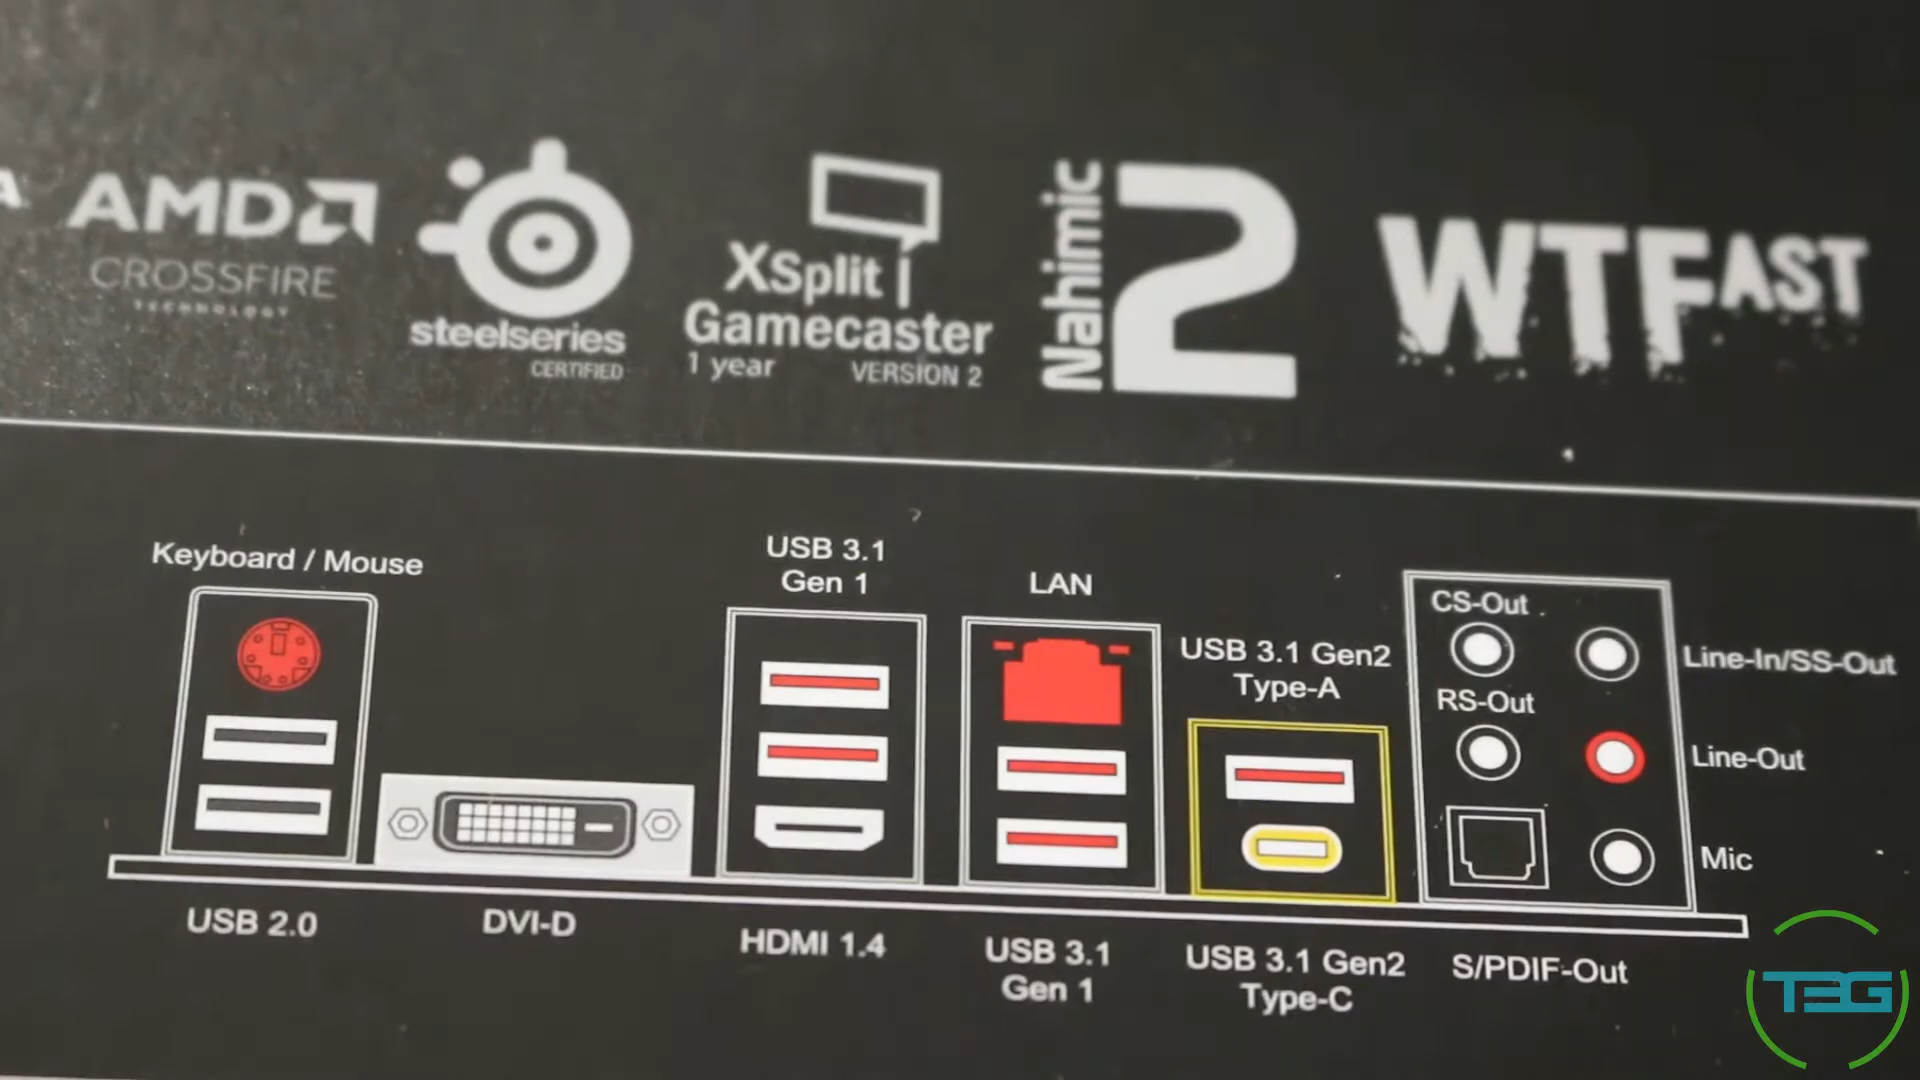 A
AMD
CROSSFIRE
TECHNOLOGY
steelseries
CERTIFIED
XSplit
Gamecaster
1 year VERSION 2
Nahimic
2
WTFAST
Keyboard / Mouse
USB 3.1
Gen 1
LAN
USB 3.1 Gen2
Type-A
CS-Out
Line-In/SS-Out
RS-Out
Line-Out
Mic
USB 2.0
DVI-D
HDMI 1.4
USB 3.1
Gen 1
USB 3.1 Gen2
Type-C
S/PDIF-Out
TEG